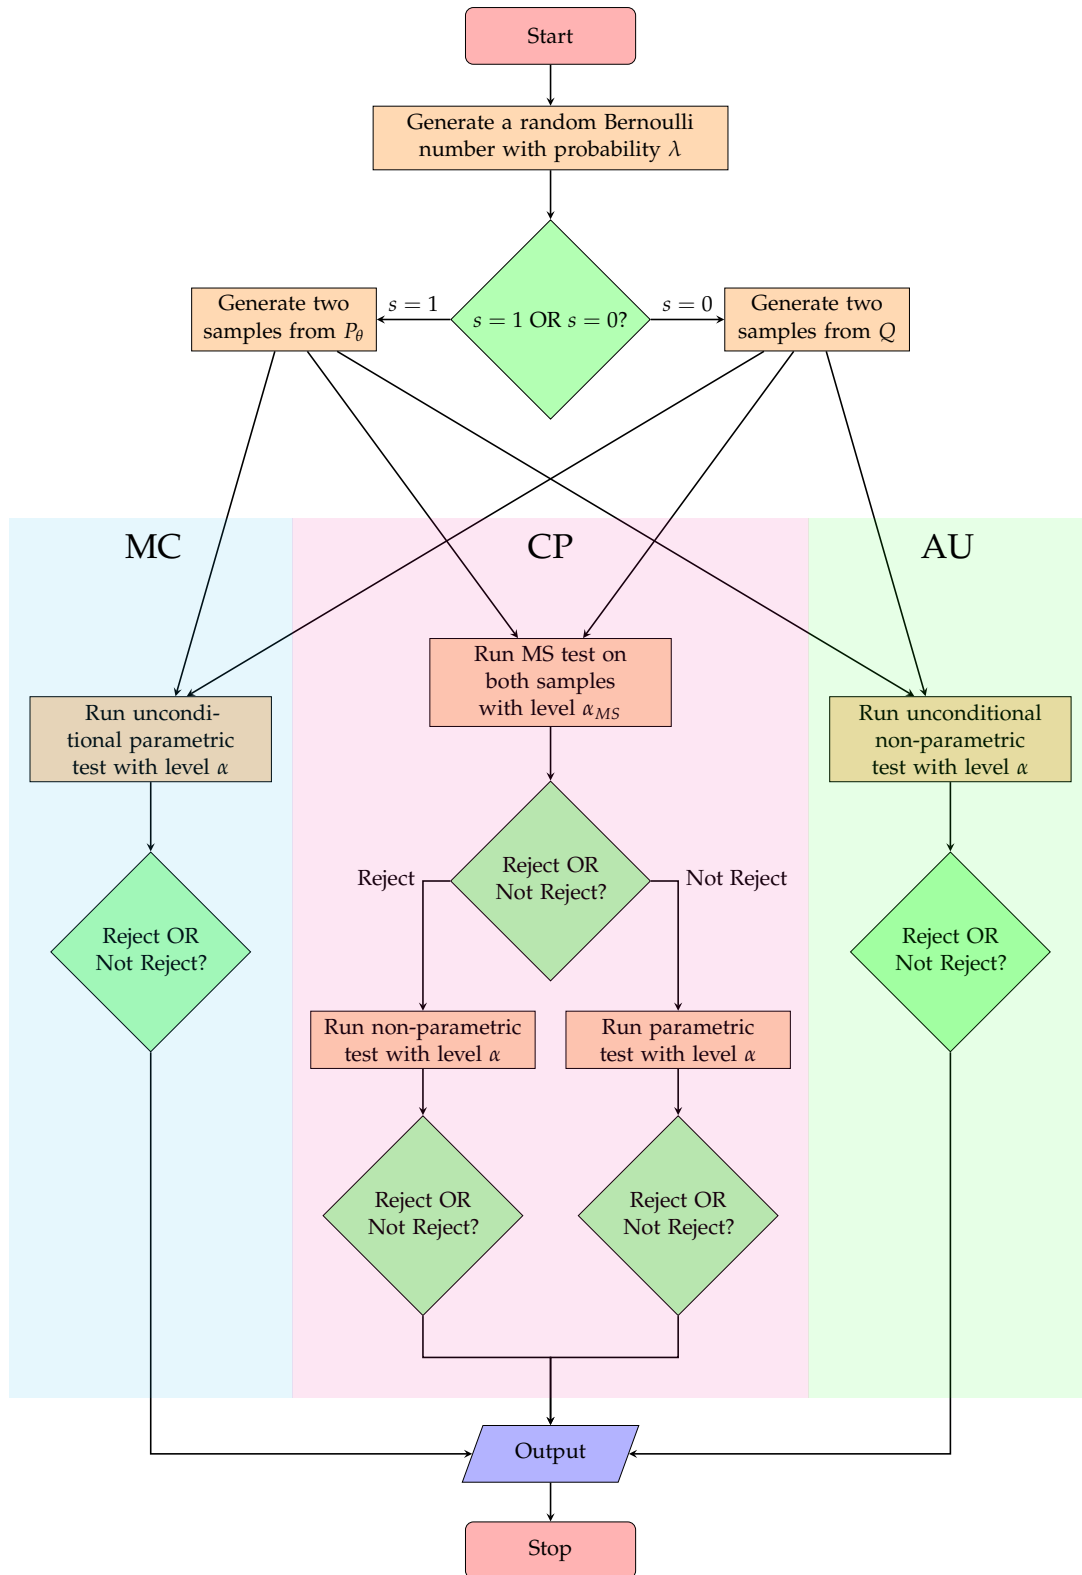 Start
Generate a random Bernoulli
number with probability λ
Generate two
samples from Pθ
s = 1
s = 1 OR s = 0?
s = 0
Generate two
samples from Q
MC
CP
AU
Run MS test on
both samples
with level αMS
Run uncondi-
tional parametric
test with level α
Run unconditional
non-parametric
test with level α
Reject
Reject OR
Not Reject?
Not Reject
Reject OR
Not Reject?
Reject OR
Not Reject?
Run non-parametric
test with level α
Run parametric
test with level α
Reject OR
Not Reject?
Reject OR
Not Reject?
Output
Stop